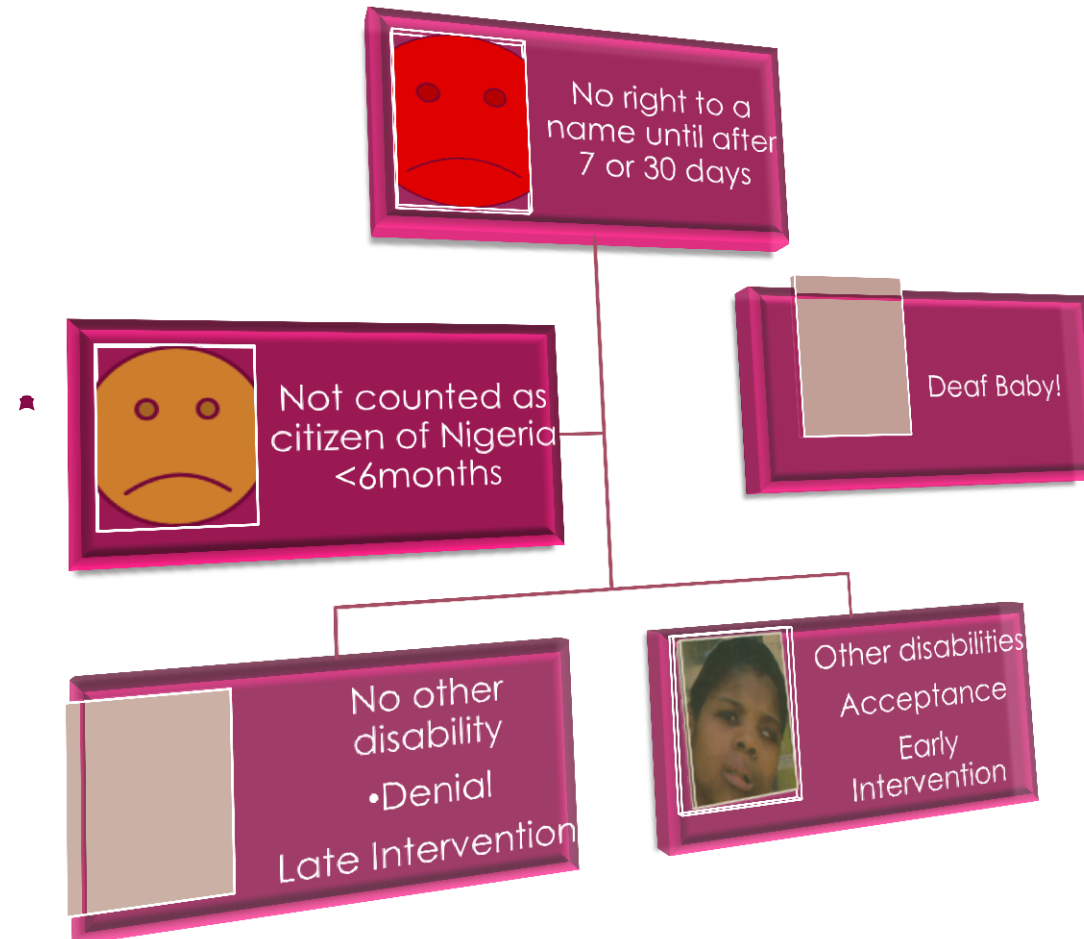 No right to a
name until after
7 or 30 days
Not counted as
citizen of Nigeria
<6months
Deaf Baby!
No other
disability
•Denial
Late Intervention
Other disabilities
Acceptance
Early
Intervention